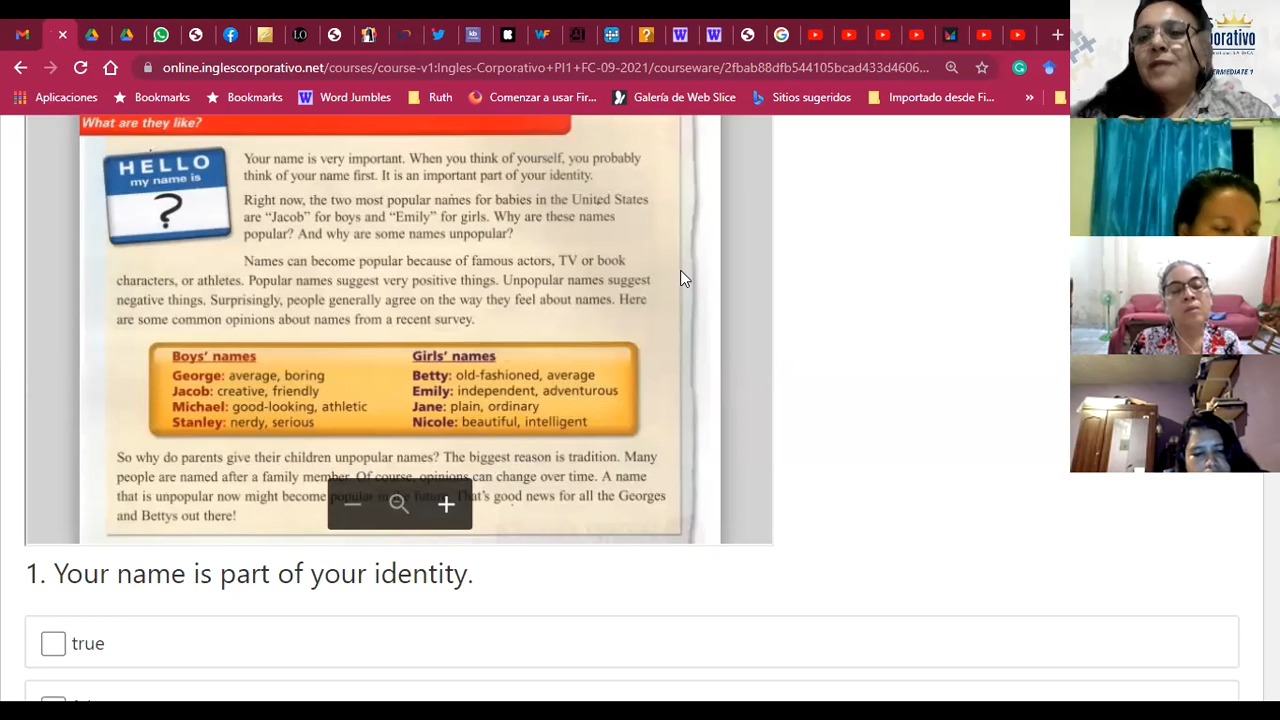 orporativo
ERMEDIATE 1
online.inglescorporativo.net/courses/course-v1:Ingles-Corporativo+PI1+FC-09-2021/courseware/2fbab88dfb544105bcad433d4606...
Aplicaciones Bookmarks Bookmarks Word Jumbles Ruth Comenzar a usar Fir... Galería de Web Slice Sitios sugeridos Importado desde Fi... »
What are they like?
HELLO
my name is
?
Your name is very important. When you think of yourself, you probably
think of your name first. It is an important part of your identity.
Right now, the two most popular names for babies in the United States
are “Jacob” for boys and “Emily” for girls. Why are these names
popular? And why are some names unpopular?
Names can become popular because of famous actors, TV or book
characters, or athletes. Popular names suggest very positive things. Unpopular names suggest
negative things. Surprisingly, people generally agree on the way they feel about names. Here
are some common opinions about names from a recent survey.
Boys’ names
George: average, boring
Jacob: creative, friendly
Michael: good-looking, athletic
Stanley: nerdy, serious
Girls’ names
Betty: old-fashioned, average
Emily: independent, adventurous
Jane: plain, ordinary
Nicole: beautiful, intelligent
So why do parents give their children unpopular names? The biggest reason is tradition. Many
people are named after a family member. Of course, opinions can change over time. A name
that is unpopular now might become popular future. That’s good news for all the Georges
and Bettys out there!
1. Your name is part of your identity.
true